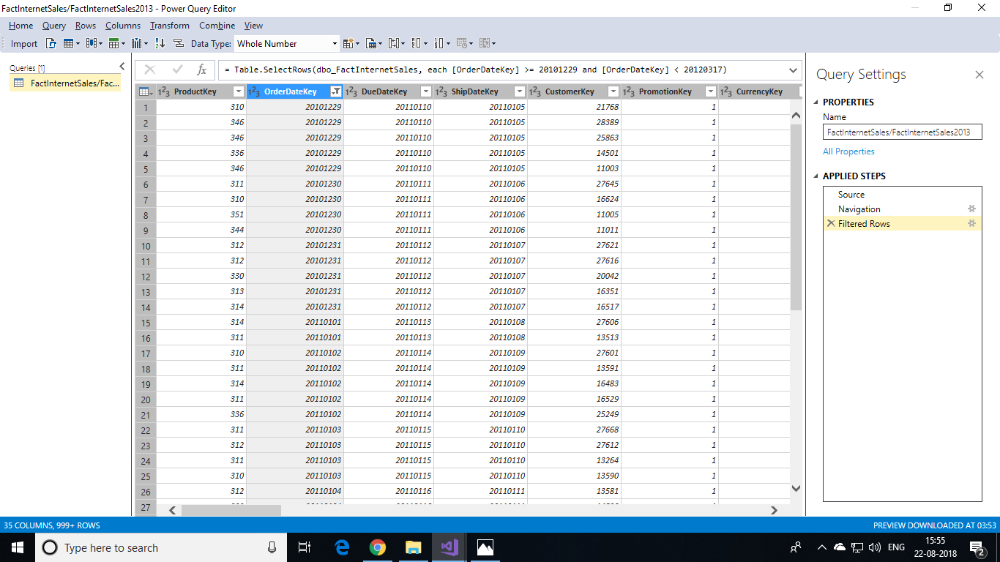 FactInternetSales/FactInternetSales2013 - Power Query Editor
Home Query Rows Columns Transform Combine View
Import Data Type: Whole Number
Queries [1]
FactInternetSales/Fac...
= Table.SelectRows(dbo_FactInternetSales, each [OrderDateKey] >= 20101229 and [OrderDateKey] < 20120317)
ProductKey OrderDateKey DueDateKey ShipDateKey CustomerKey PromotionKey CurrencyKey
1 310 20101229 20110110 20110105 21768 1
2 346 20101229 20110110 20110105 28389 1
3 346 20101229 20110110 20110105 25863 1
4 336 20101229 20110110 20110105 14501 1
5 346 20101229 20110110 20110105 11003 1
6 311 20101230 20110111 20110106 27645 1
7 310 20101230 20110111 20110106 16624 1
8 351 20101230 20110111 20110106 11005 1
9 344 20101230 20110111 20110106 11011 1
10 312 20101231 20110112 20110107 27621 1
11 312 20101231 20110112 20110107 27616 1
12 330 20101231 20110112 20110107 20042 1
13 313 20101231 20110112 20110107 16351 1
14 314 20101231 20110112 20110107 16517 1
15 314 20110101 20110113 20110108 27606 1
16 311 20110101 20110113 20110108 13513 1
17 310 20110102 20110114 20110109 27601 1
18 311 20110102 20110114 20110109 13591 1
19 314 20110102 20110114 20110109 16483 1
20 311 20110102 20110114 20110109 16529 1
21 336 20110102 20110114 20110109 25249 1
22 311 20110103 20110115 20110110 27668 1
23 312 20110103 20110115 20110110 27612 1
24 311 20110103 20110115 20110110 13264 1
25 310 20110103 20110115 20110110 13590 1
26 312 20110104 20110116 20110111 13581 1
27
Query Settings
PROPERTIES
Name
FactInternetSales/FactInternetSales2013
All Properties
APPLIED STEPS
Source
Navigation
Filtered Rows
35 COLUMNS, 999+ ROWS
PREVIEW DOWNLOADED AT 03:53
Type here to search
ENG
15:55
22-08-2018
2